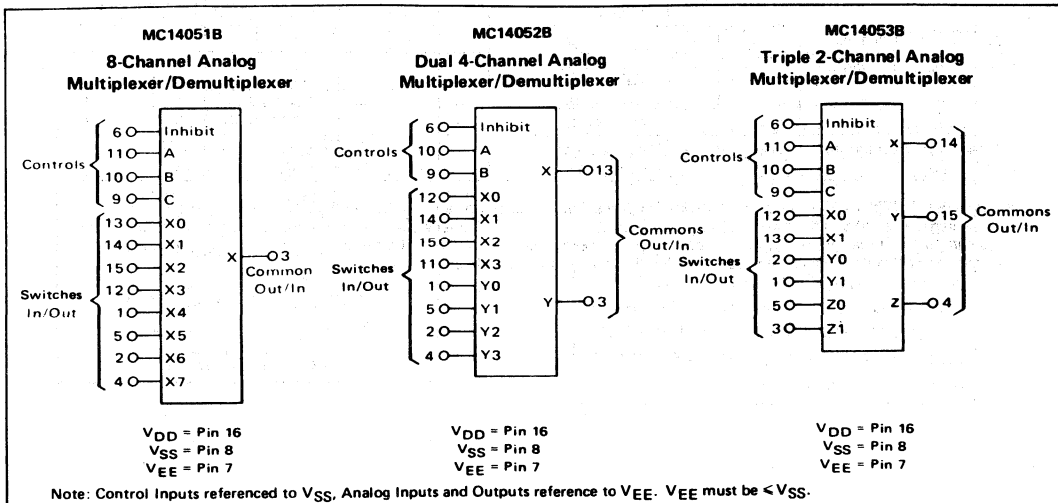 MC14051B
8-Channel Analog
Multiplexer/Demultiplexer
Controls
6 Inhibit
11 A
10 B
9 C
Switches
In/Out
13 X0
14 X1
15 X2
12 X3
1 X4
5 X5
2 X6
4 X7
X 3
Common
Out/In
VDD = Pin 16
VSS = Pin 8
VEE = Pin 7
MC14052B
Dual 4-Channel Analog
Multiplexer/Demultiplexer
Controls
6 Inhibit
10 A
9 B
Switches
In/Out
12 X0
14 X1
15 X2
11 X3
1 Y0
5 Y1
2 Y2
4 Y3
X 13
Y 3
Commons
Out/In
VDD = Pin 16
VSS = Pin 8
VEE = Pin 7
MC14053B
Triple 2-Channel Analog
Multiplexer/Demultiplexer
Controls
6 Inhibit
11 A
10 B
9 C
Switches
In/Out
12 X0
13 X1
2 Y0
1 Y1
5 Z0
3 Z1
X 14
Y 15
Z 4
Commons
Out/In
VDD = Pin 16
VSS = Pin 8
VEE = Pin 7
Note: Control Inputs referenced to VSS, Analog Inputs and Outputs reference to VEE. VEE must be ⩽ VSS.